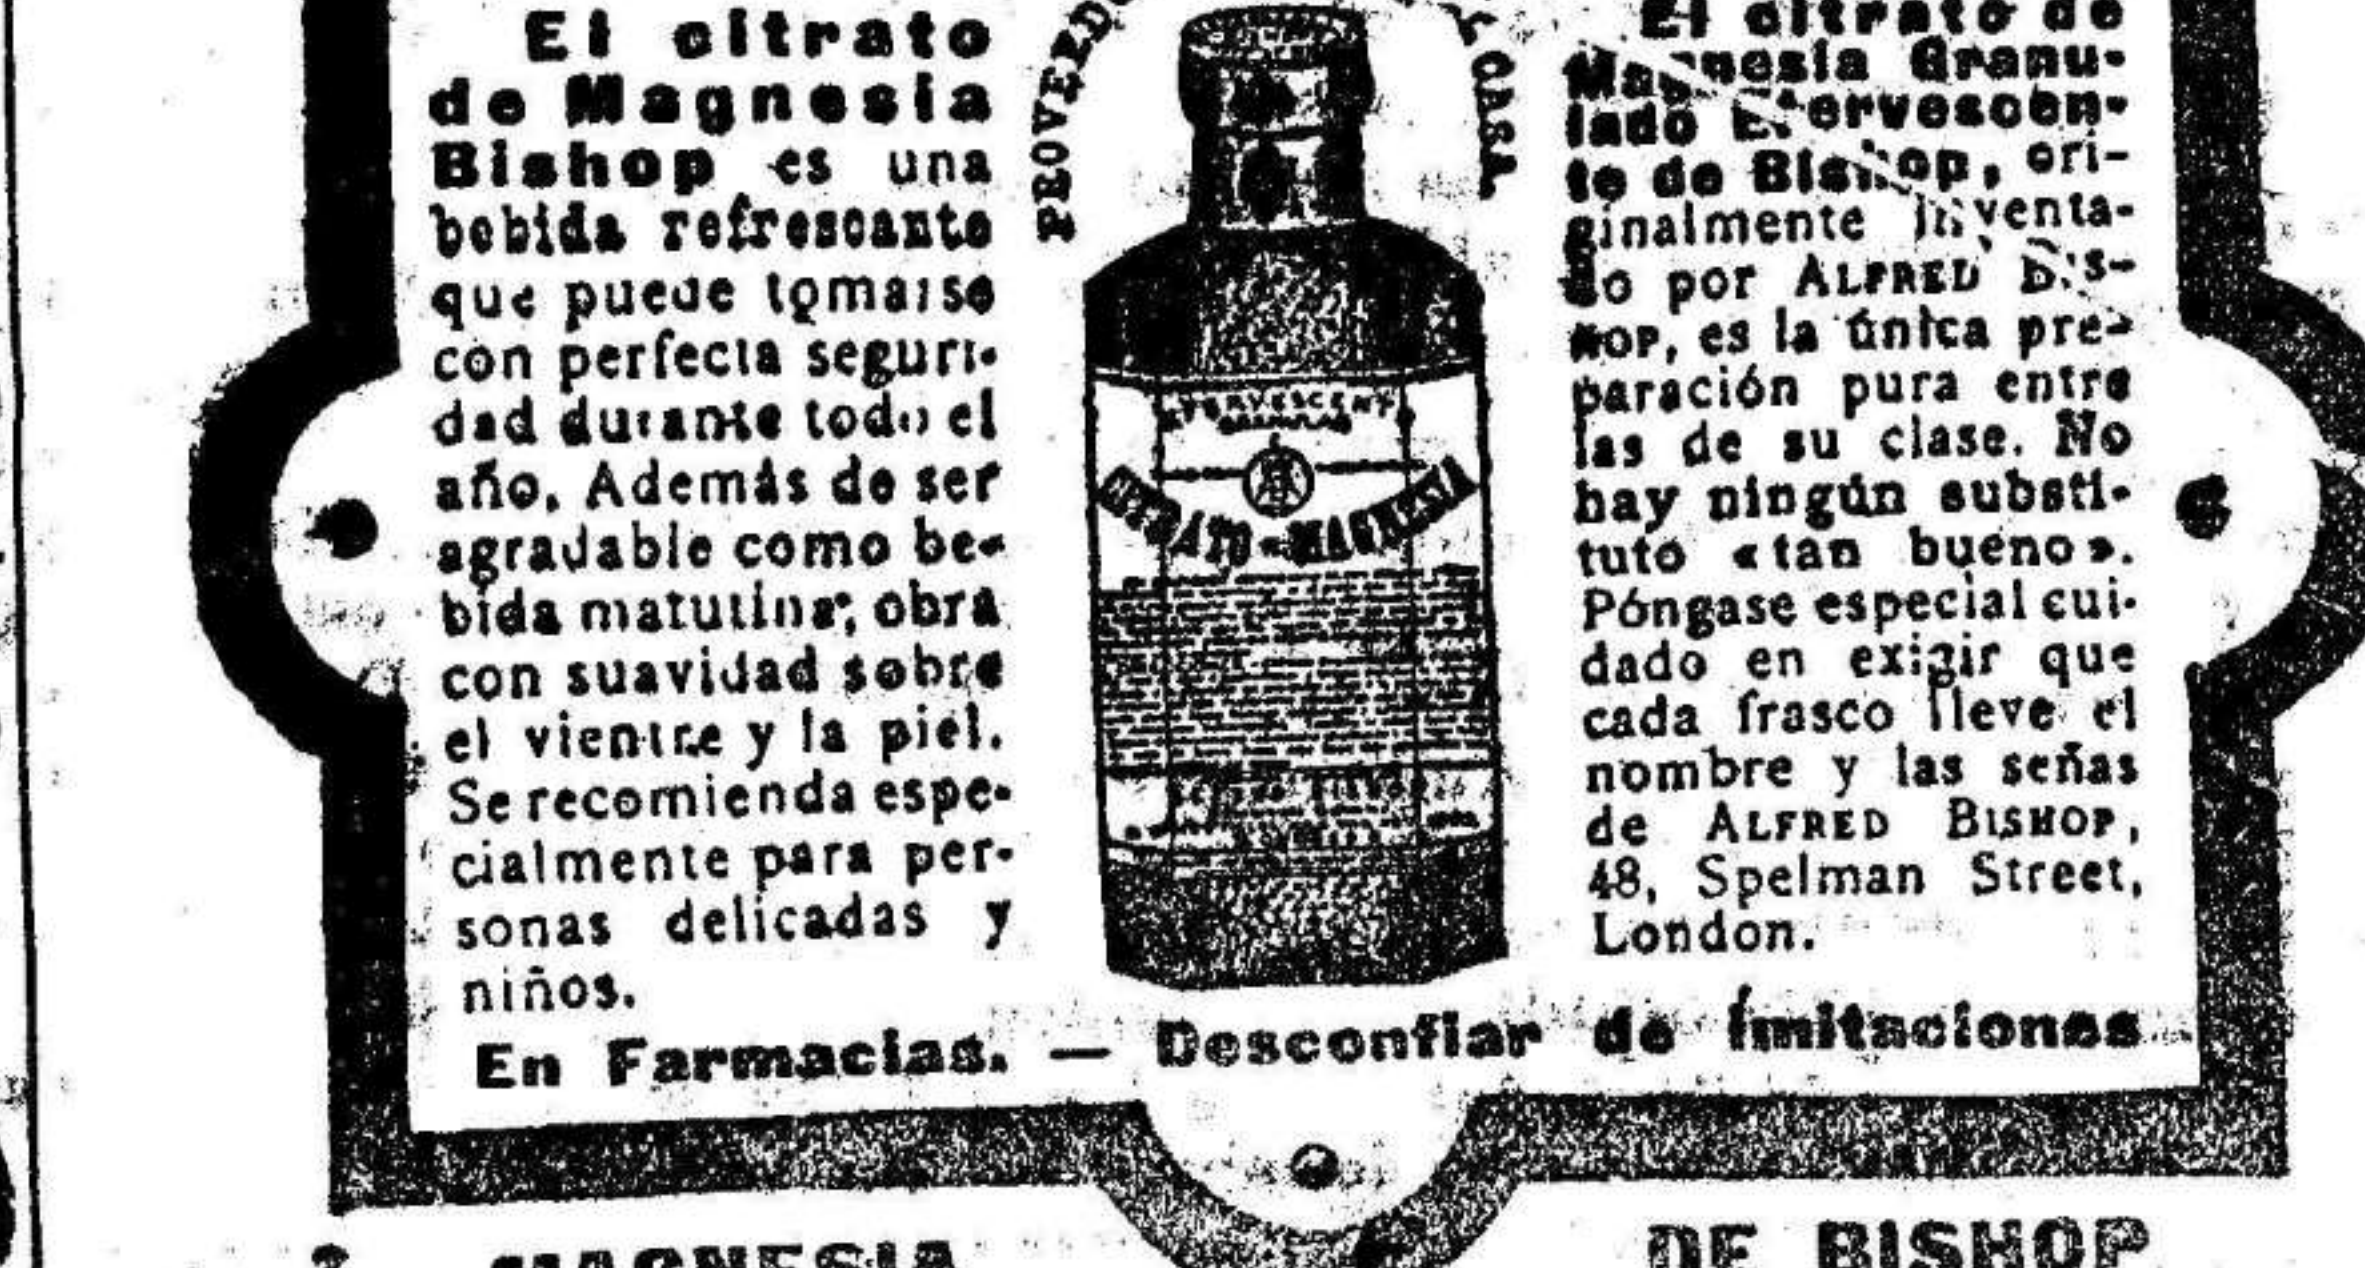 El citrato
de Magnesia
Bishop es una
bebida refrescante
que puede tomarse
con perfecta seguri-
dad durante todo el
año. Además de ser
agradable como be-
bida matutina, obra
con suavidad sobre
el vientre y la piel.
Se recomienda espe-
cialmente para per-
sonas delicadas y
niños.
CITRATO - MAGNESIA
El citrato de
Magnesia Granu-
lado Efervescen-
te de Bishop, ori-
ginalmente inventa-
do por ALFRED BIS-
HOP, es la única pre-
paración pura entre
las de su clase. No
hay ningún substi-
tuto «tan bueno».
Póngase especial cui-
dado en exigir que
cada frasco lleve el
nombre y las señas
de ALFRED BISHOP,
48, Spelman Street,
London.
En Farmacias. — Desconfiar de imitaciones
MAGNESIA DE BISHOP